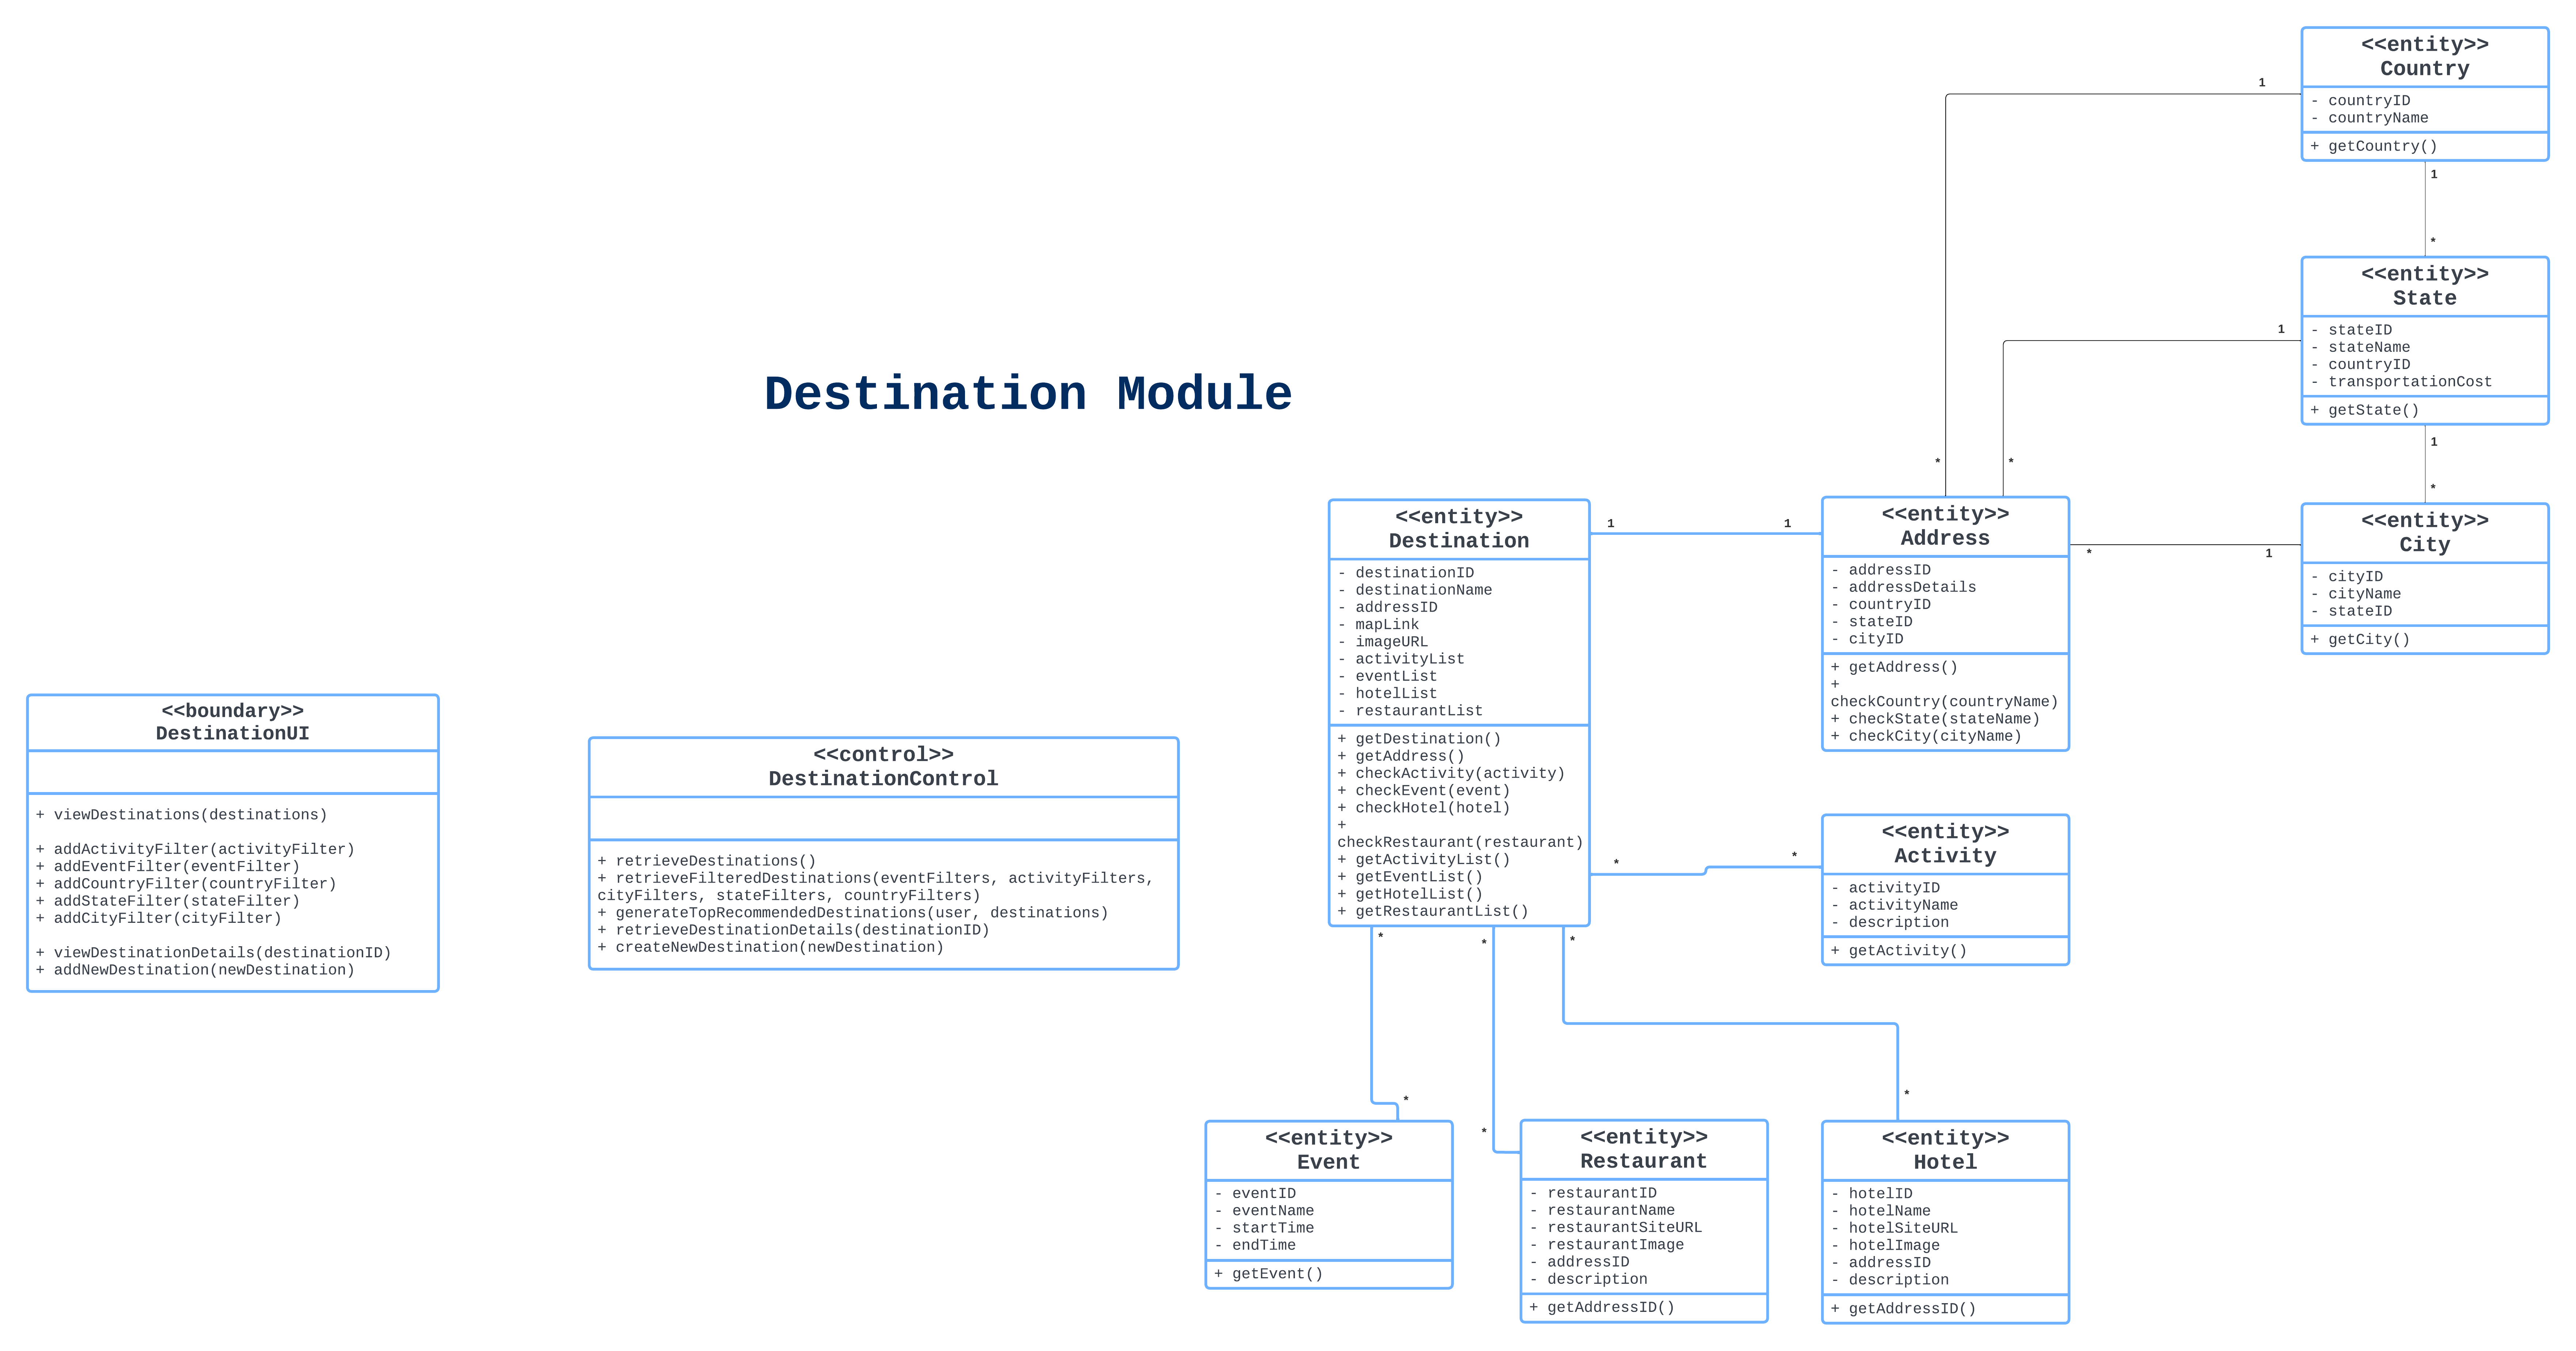 Destination Module
<<boundary>>
DestinationUI
+ viewDestinations(destinations)
+ addActivityFilter(activityFilter)
+ addEventFilter(eventFilter)
+ addCountryFilter(countryFilter)
+ addStateFilter(stateFilter)
+ addCityFilter(cityFilter)
+ viewDestinationDetails(destinationID)
+ addNewDestination(newDestination)
<<control>>
DestinationControl
+ retrieveDestinations()
+ retrieveFilteredDestinations(eventFilters, activityFilters,
cityFilters, stateFilters, countryFilters)
+ generateTopRecommendedDestinations(user, destinations)
+ retrieveDestinationDetails(destinationID)
+ createNewDestination(newDestination)
<<entity>>
Destination
- destinationID
- destinationName
- addressID
- mapLink
- imageURL
- activityList
- eventList
- hotelList
- restaurantList
+ getDestination()
+ getAddress()
+ checkActivity(activity)
+ checkEvent(event)
+ checkHotel(hotel)
+
checkRestaurant(restaurant)
+ getActivityList()
+ getEventList()
+ getHotelList()
+ getRestaurantList()
1
1
*
*
*
*
*
*
*
*
<<entity>>
Address
- addressID
- addressDetails
- countryID
- stateID
- cityID
+ getAddress()
+
checkCountry(countryName)
+ checkState(stateName)
+ checkCity(cityName)
*
1
*
1
*
1
<<entity>>
Country
- countryID
- countryName
+ getCountry()
1
*
<<entity>>
State
- stateID
- stateName
- countryID
- transportationCost
+ getState()
1
*
<<entity>>
City
- cityID
- cityName
- stateID
+ getCity()
<<entity>>
Activity
- activityID
- activityName
- description
+ getActivity()
<<entity>>
Event
- eventID
- eventName
- startTime
- endTime
+ getEvent()
<<entity>>
Restaurant
- restaurantID
- restaurantName
- restaurantSiteURL
- restaurantImage
- addressID
- description
+ getAddressID()
<<entity>>
Hotel
- hotelID
- hotelName
- hotelSiteURL
- hotelImage
- addressID
- description
+ getAddressID()